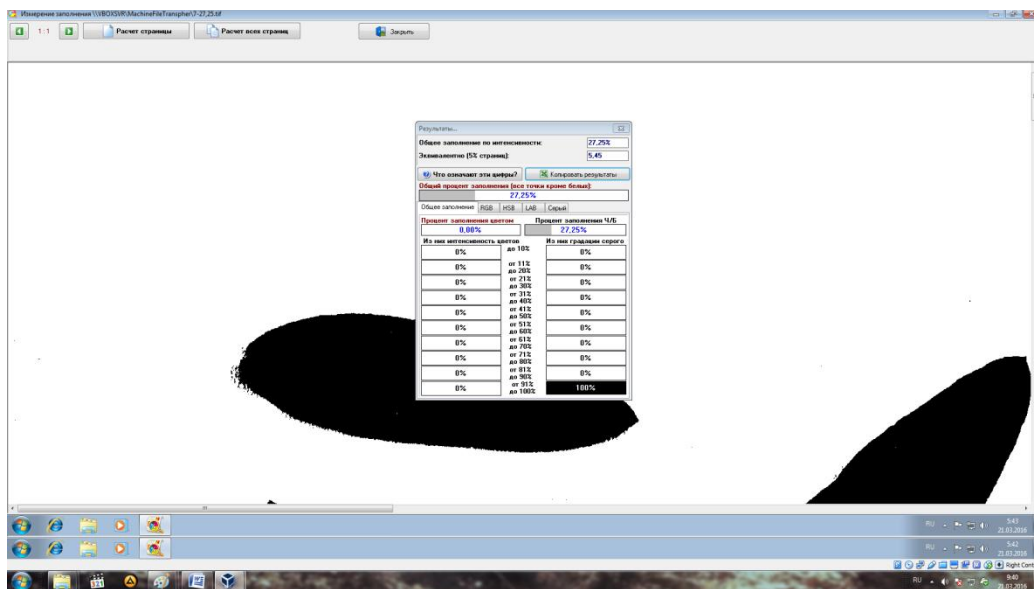 Измерение заполнения \\VBOXSVR\MachineFileTranspher\7-27,25.tif
1:1 Расчет страницы Расчет всех страниц Закрыть
Результаты...
Общее заполнение по интенсивности: 27,25%
Эквивалентно (5% страниц): 5,45
Что означают эти цифры? Копировать результаты
Общий процент заполнения (все точки кроме белых):
27,25%
Общее заполнение RGB HSB LAB Серый
Процент заполнения цветом Процент заполнения Ч/Б
0,00% 27,25%
Из них интенсивность цветов Из них градации серого
0% до 10% 0%
0% от 11% до 20% 0%
0% от 21% до 30% 0%
0% от 31% до 40% 0%
0% от 41% до 50% 0%
0% от 51% до 60% 0%
0% от 61% до 70% 0%
0% от 71% до 80% 0%
0% от 81% до 90% 0%
0% от 91% до 100% 100%
RU 5:43
21.03.2016
RU 5:42
21.03.2016
Right Cont
RU 9:40
21.03.2016